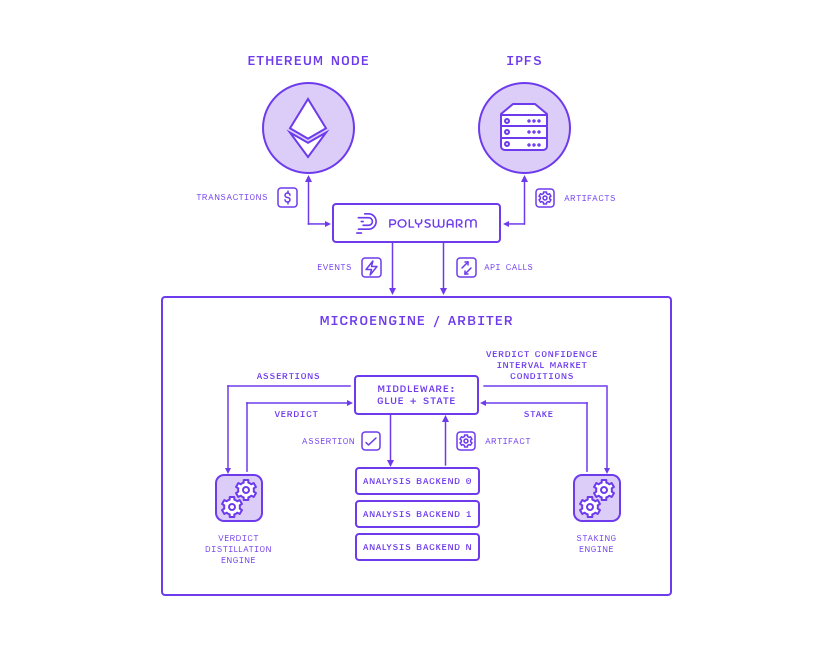 ETHEREUM NODE
IPFS
TRANSACTIONS
$
ARTIFACTS
POLYSWARM
EVENTS
API CALLS
MICROENGINE / ARBITER
VERDICT CONFIDENCE
INTERVAL MARKET
CONDITIONS
ASSERTIONS
MIDDLEWARE:
GLUE + STATE
VERDICT
STAKE
ASSERTION
ARTIFACT
ANALYSIS BACKEND 0
ANALYSIS BACKEND 1
ANALYSIS BACKEND N
VERDICT
DISTILLATION
ENGINE
STAKING
ENGINE